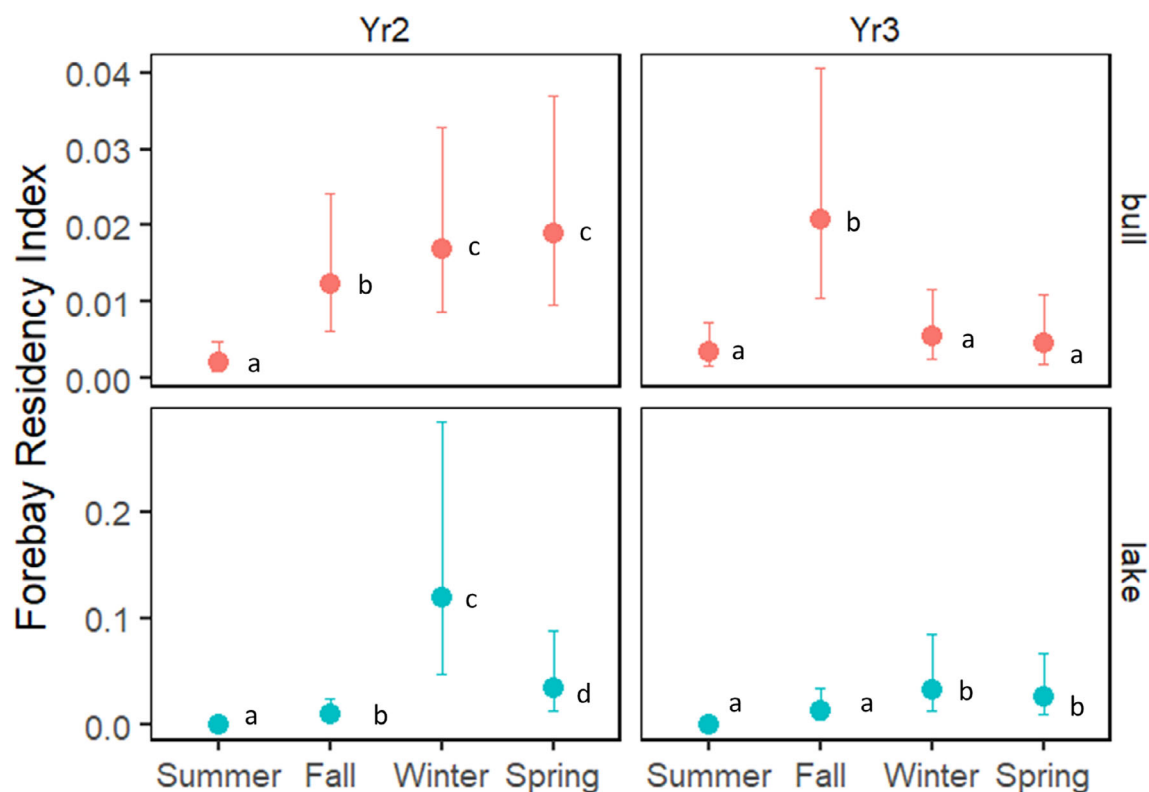 Yr2
Yr3
Forebay Residency Index
0.04
0.03
0.02
0.01
0.00
a
b
c
c
a
b
a
a
bull
0.2
0.1
0.0
a
b
c
d
a
a
b
b
lake
Summer Fall Winter Spring
Summer Fall Winter Spring